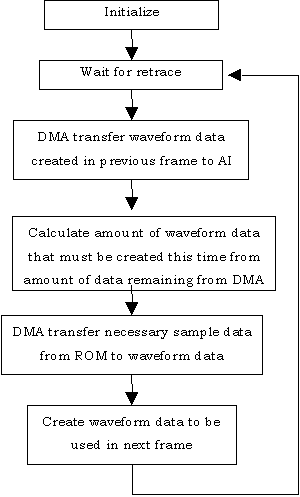 Initialize
Wait for retrace
DMA transfer waveform data
created in previous frame to AI
Calculate amount of waveform data
that must be created this time from
amount of data remaining from DMA
DMA transfer necessary sample data
from ROM to waveform data
Create waveform data to be
used in next frame